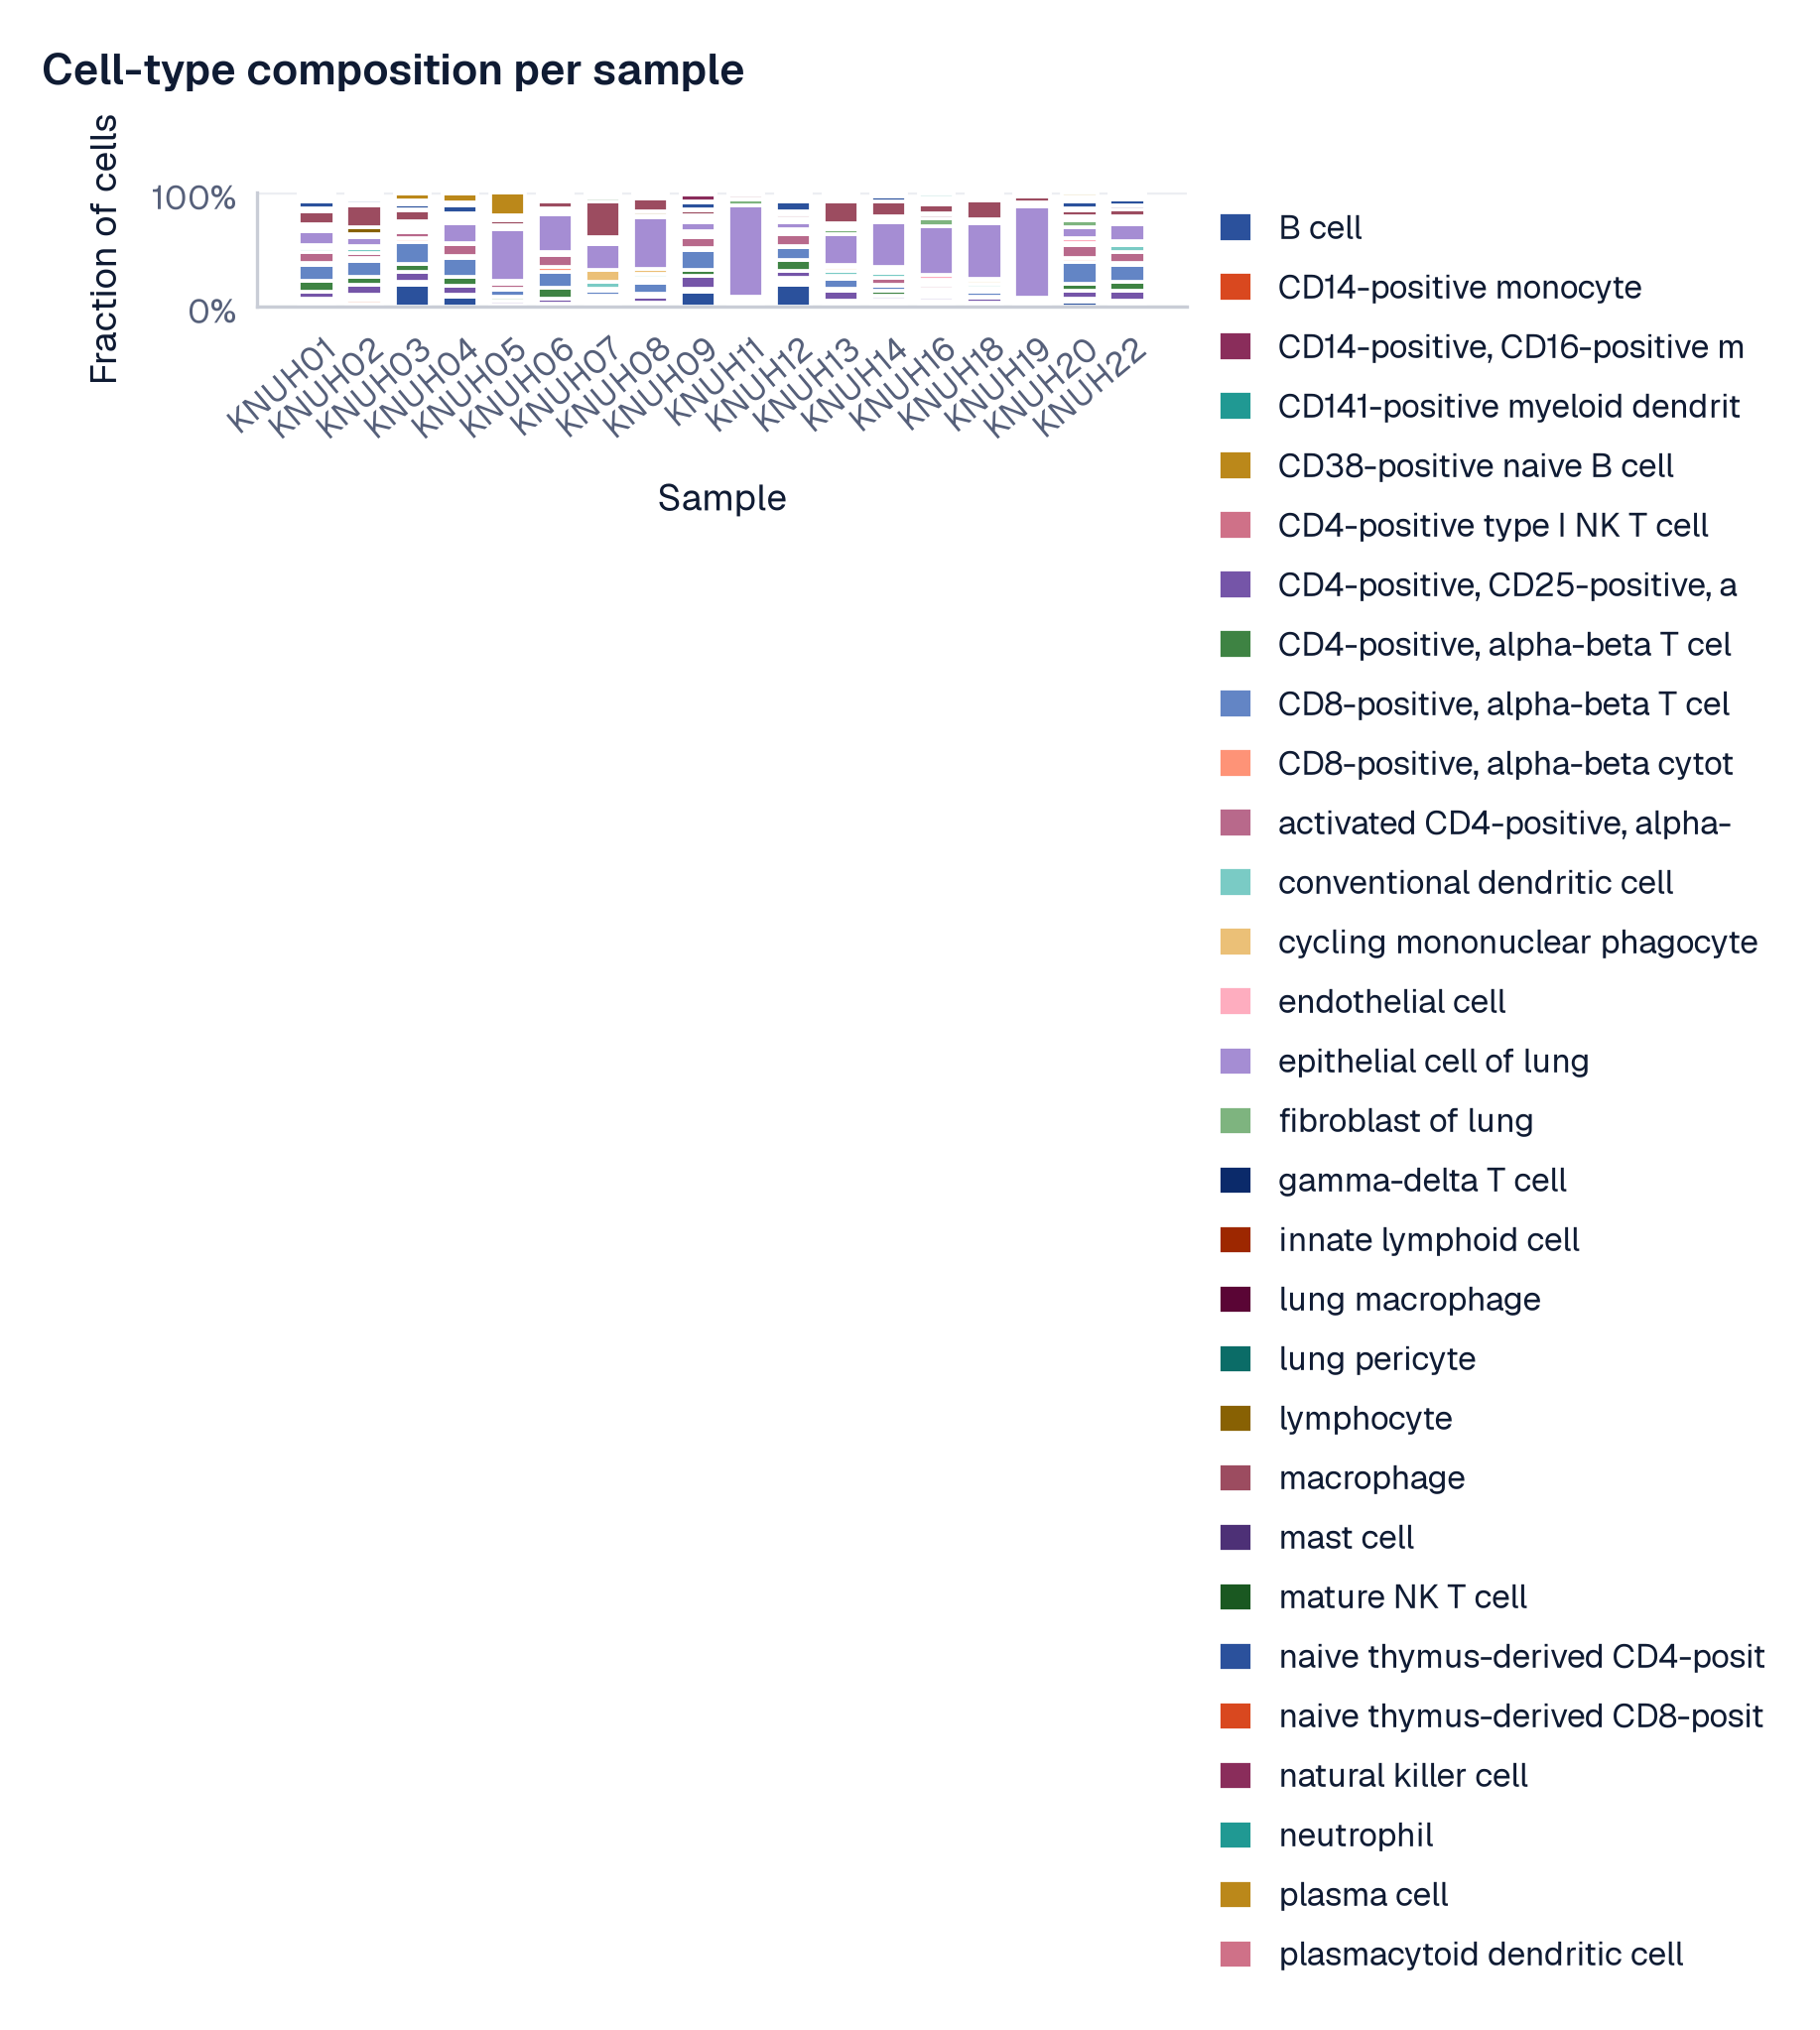 Cell-type composition per sample
Fraction of cells
100%
0%
KNUH01
KNUH02
KNUH03
KNUH04
KNUH05
KNUH06
KNUH07
KNUH08
KNUH09
KNUH11
KNUH12
KNUH13
KNUH14
KNUH16
KNUH18
KNUH19
KNUH20
KNUH22
Sample
B cell
CD14-positive monocyte
CD14-positive, CD16-positive m
CD141-positive myeloid dendrit
CD38-positive naive B cell
CD4-positive type I NK T cell
CD4-positive, CD25-positive, a
CD4-positive, alpha-beta T cel
CD8-positive, alpha-beta T cel
CD8-positive, alpha-beta cytot
activated CD4-positive, alpha-
conventional dendritic cell
cycling mononuclear phagocyte
endothelial cell
epithelial cell of lung
fibroblast of lung
gamma-delta T cell
innate lymphoid cell
lung macrophage
lung pericyte
lymphocyte
macrophage
mast cell
mature NK T cell
naive thymus-derived CD4-posit
naive thymus-derived CD8-posit
natural killer cell
neutrophil
plasma cell
plasmacytoid dendritic cell